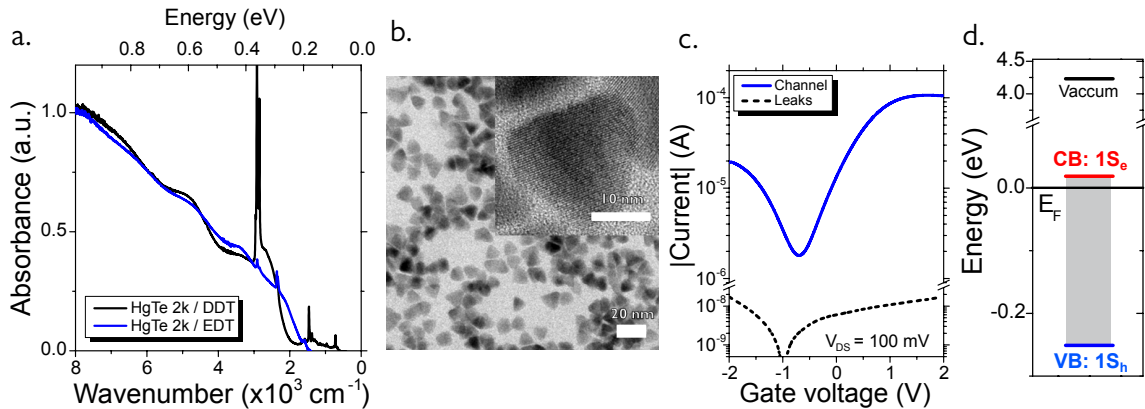 a.
Energy (eV)
0.8 0.6 0.4 0.2 0.0
1.0
0.5
0.0
Absorbance (a.u.)
HgTe 2k / DDT
HgTe 2k / EDT
8 6 4 2 0
Wavenumber (x10³ cm⁻¹)
b.
10 nm
20 nm
c.
Channel
Leaks
|Current| (A)
10⁻⁴
10⁻⁵
10⁻⁶
10⁻⁸
10⁻⁹
V_DS = 100 mV
-2 -1 0 1 2
Gate voltage (V)
d.
Energy (eV)
4.5
4.0
0.0
-0.2
Vaccum
CB: 1S_e
E_F
VB: 1S_h